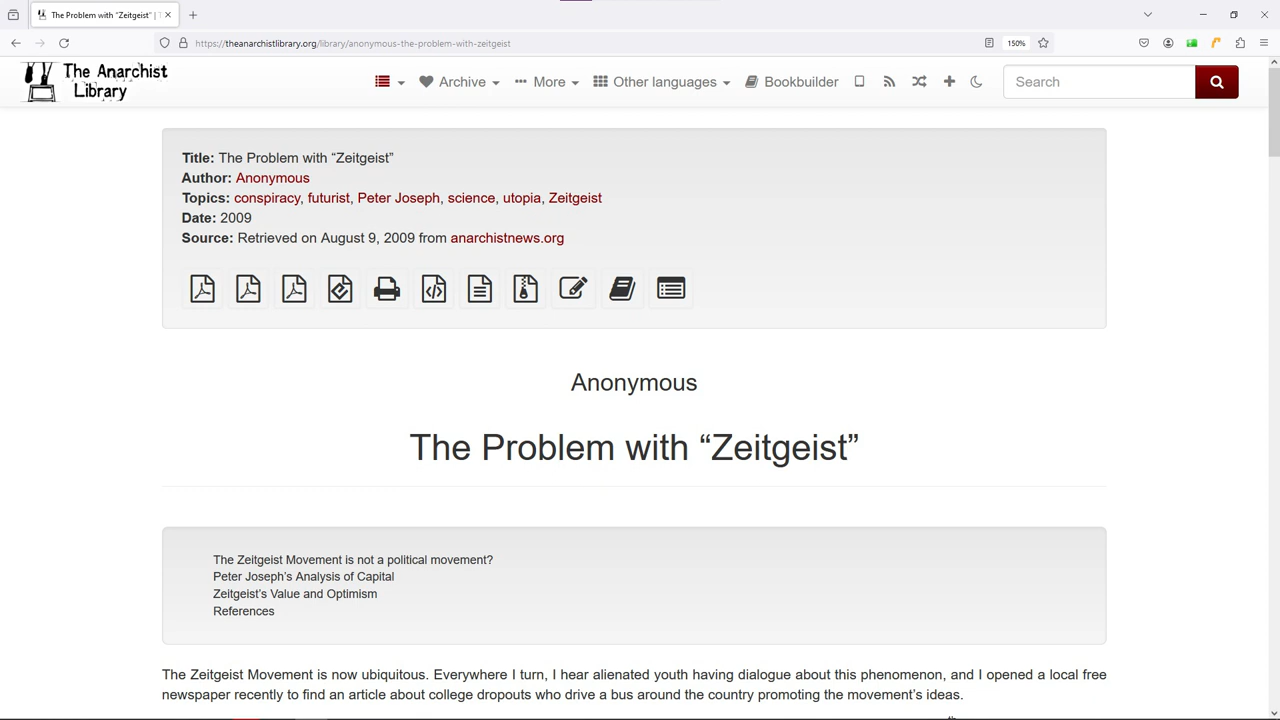 The Problem with "Zeitgeist" | T
https://theanarchistlibrary.org/library/anonymous-the-problem-with-zeitgeist
150%
The Anarchist
Library
Archive
More
Other languages
Bookbuilder
Search
Title: The Problem with “Zeitgeist”
Author: Anonymous
Topics: conspiracy, futurist, Peter Joseph, science, utopia, Zeitgeist
Date: 2009
Source: Retrieved on August 9, 2009 from anarchistnews.org
Anonymous
The Problem with “Zeitgeist”
The Zeitgeist Movement is not a political movement?
Peter Joseph’s Analysis of Capital
Zeitgeist’s Value and Optimism
References
The Zeitgeist Movement is now ubiquitous. Everywhere I turn, I hear alienated youth having dialogue about this phenomenon, and I opened a local free
newspaper recently to find an article about college dropouts who drive a bus around the country promoting the movement’s ideas.